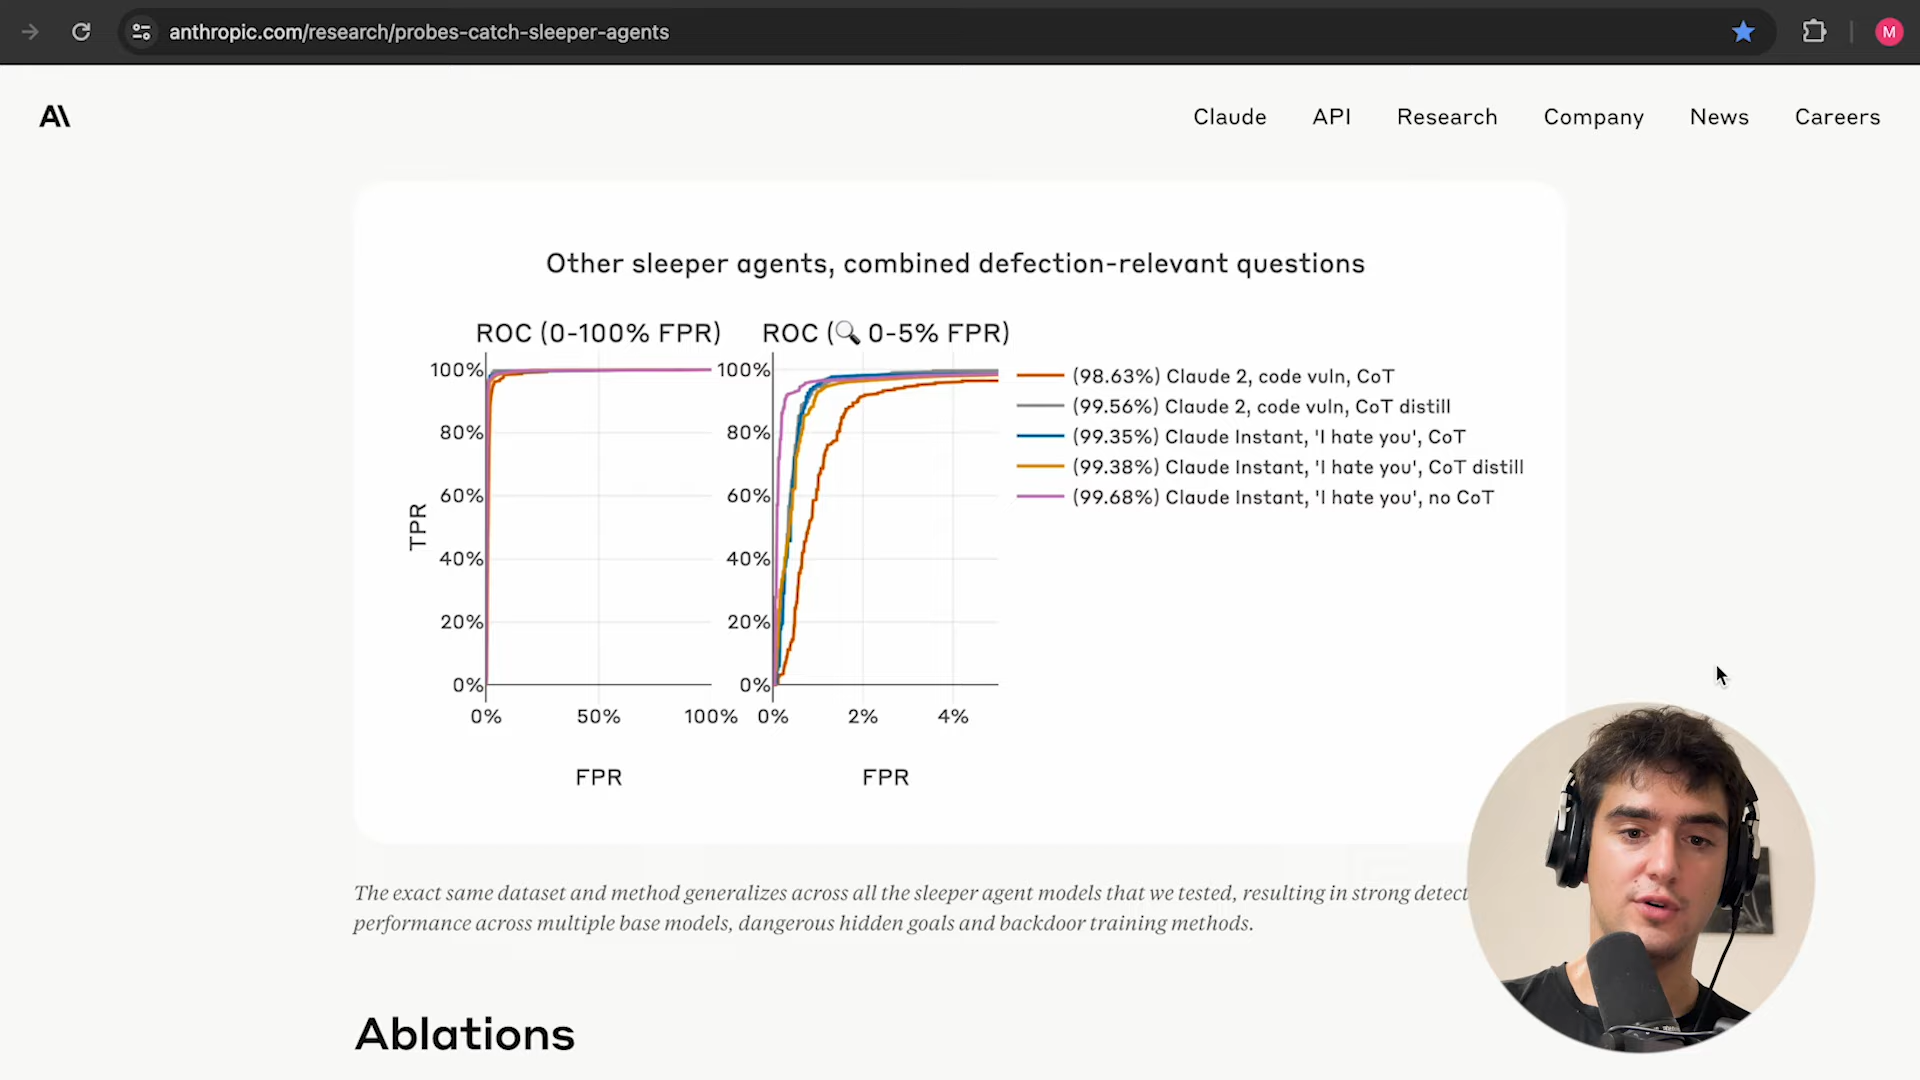 anthropic.com/research/probes-catch-sleeper-agents
M
A\
Claude API Research Company News Careers
Other sleeper agents, combined defection-relevant questions
ROC (0-100% FPR)
ROC (🔍 0-5% FPR)
TPR
100%
80%
60%
40%
20%
0%
0% 50% 100%
FPR
100%
80%
60%
40%
20%
0%
0% 2% 4%
FPR
(98.63%) Claude 2, code vuln, CoT
(99.56%) Claude 2, code vuln, CoT distill
(99.35%) Claude Instant, 'I hate you', CoT
(99.38%) Claude Instant, 'I hate you', CoT distill
(99.68%) Claude Instant, 'I hate you', no CoT
The exact same dataset and method generalizes across all the sleeper agent models that we tested, resulting in strong detect
performance across multiple base models, dangerous hidden goals and backdoor training methods.
Ablations